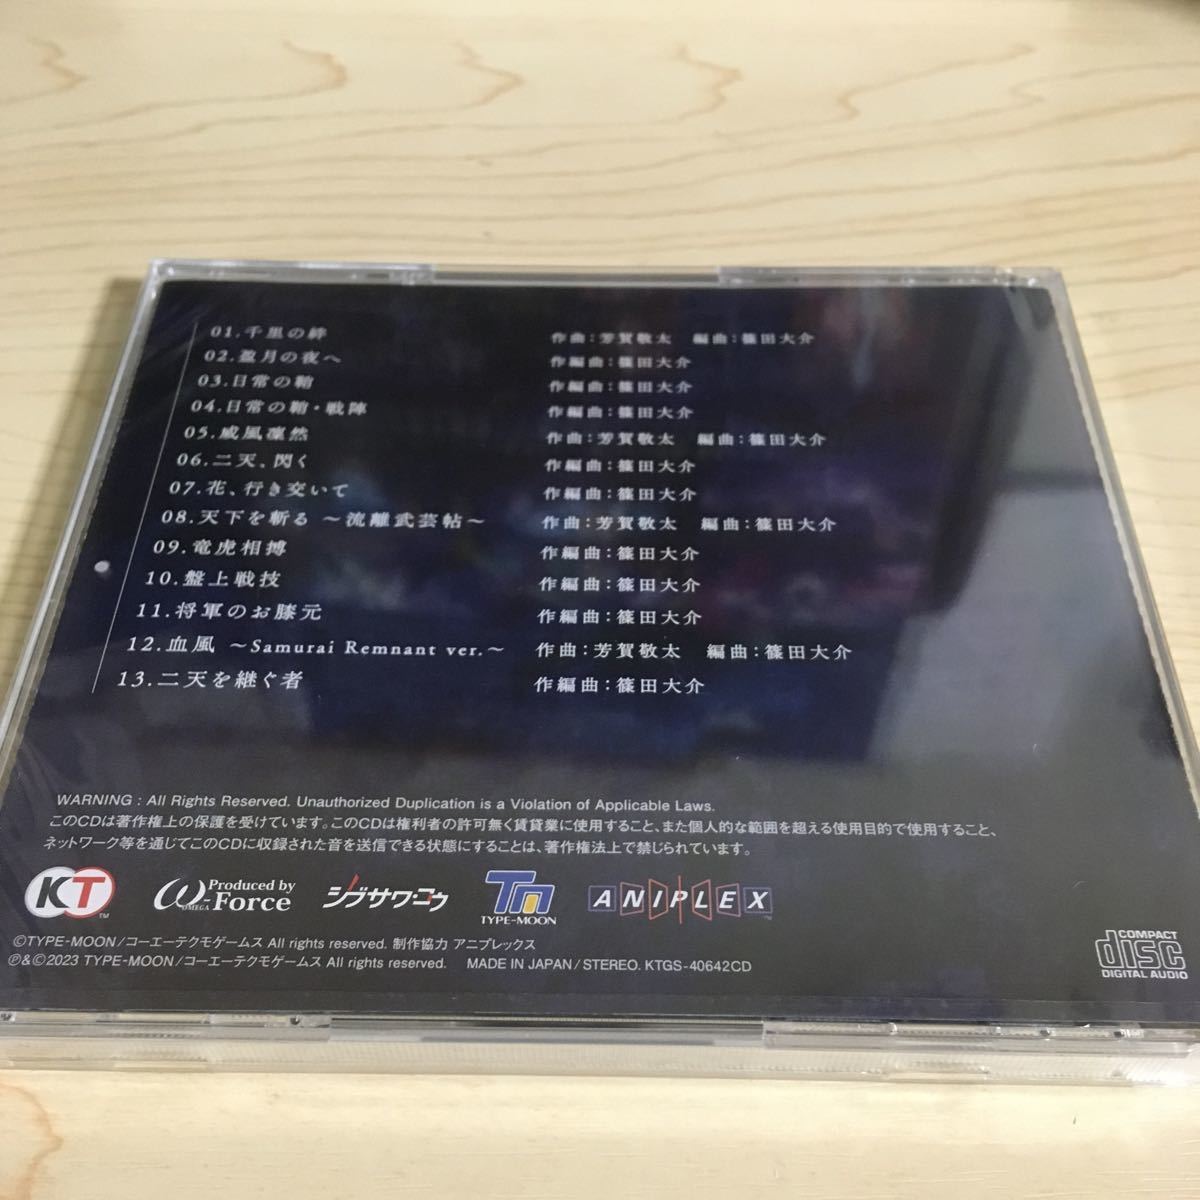 01.千里の絆 作曲：芳賀敬太 編曲：篠田大介
02.盈月の夜へ 作編曲：篠田大介
03.日常の鞘 作編曲：篠田大介
04.日常の鞘・戦陣 作編曲：篠田大介
05.威風凜然 作曲：芳賀敬太 編曲：篠田大介
06.二天、閃く 作編曲：篠田大介
07.花、行き交いて 作編曲：篠田大介
08.天下を斬る ～流離武芸帖～ 作曲：芳賀敬太 編曲：篠田大介
09.竜虎相搏 作編曲：篠田大介
10.盤上戦技 作編曲：篠田大介
11.将軍のお膝元 作編曲：篠田大介
12.血風 ～Samurai Remnant ver.～ 作曲：芳賀敬太 編曲：篠田大介
13.二天を継ぐ者 作編曲：篠田大介
WARNING : All Rights Reserved. Unauthorized Duplication is a Violation of Applicable Laws.
このCDは著作権上の保護を受けています。このCDは権利者の許可無く賃貸業に使用すること、また個人的な範囲を超える使用目的で使用すること、
ネットワーク等を通じてこのCDに収録された音を送信できる状態にすることは、著作権法上で禁じられています。
KT TM
Produced by
ω-Force
OMEGA
シブサワ・コウ
TM
TYPE-MOON
ANIPLEX
©TYPE-MOON/コーエーテクモゲームス All rights reserved. 制作協力 アニプレックス
℗&©2023 TYPE-MOON/コーエーテクモゲームス All rights reserved. MADE IN JAPAN/STEREO. KTGS-40642CD
COMPACT
disc
DIGITAL AUDIO